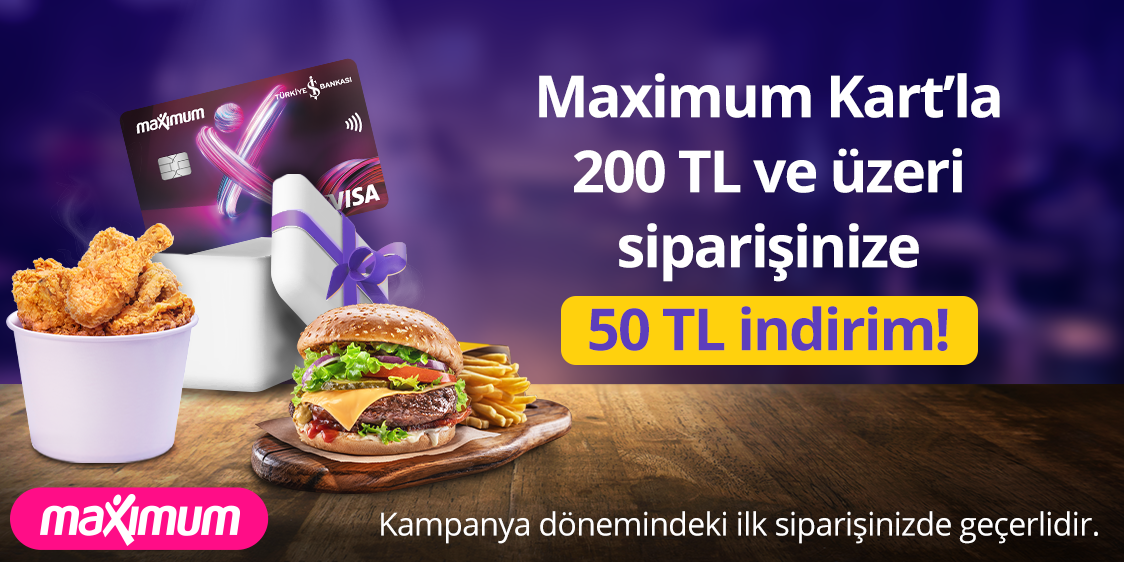 maximum
TÜRKİYE İŞ BANKASI
VISA
Maximum Kart’la
200 TL ve üzeri
siparişinize
50 TL indirim!
maximum
Kampanya dönemindeki ilk siparişinizde geçerlidir.